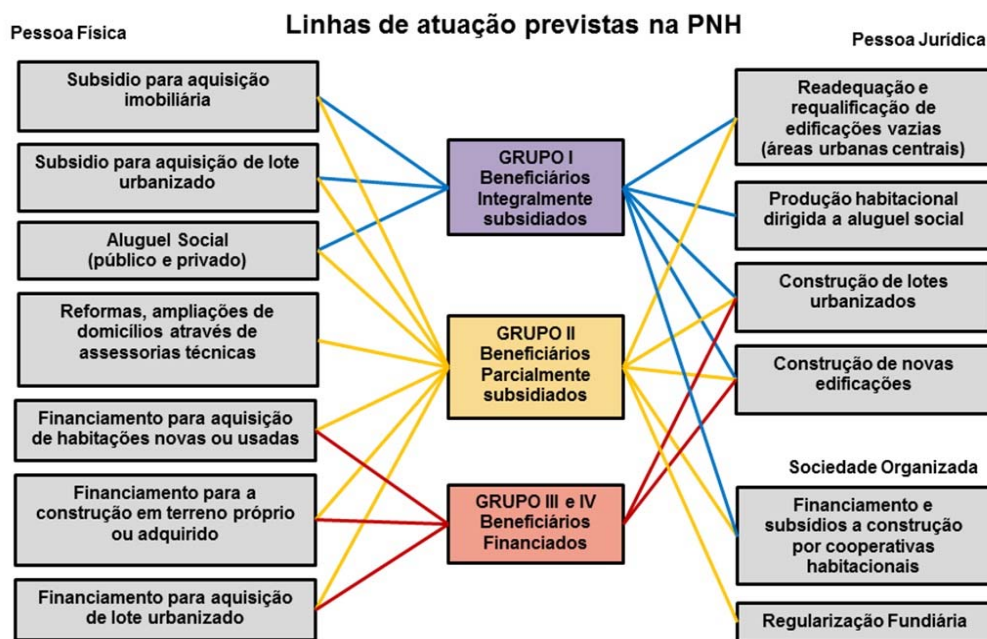 Linhas de atuação previstas na PNH
Pessoa Física
Subsidio para aquisição
imobiliária
Subsidio para aquisição de lote
urbanizado
Aluguel Social
(público e privado)
Reformas, ampliações de
domicílios através de
assessorias técnicas
Financiamento para aquisição
de habitações novas ou usadas
Financiamento para a
construção em terreno próprio
ou adquirido
Financiamento para aquisição
de lote urbanizado
GRUPO I
Beneficiários
Integralmente
subsidiados
GRUPO II
Beneficiários
Parcialmente
subsidiados
GRUPO III e IV
Beneficiários
Financiados
Pessoa Jurídica
Readequação e
requalificação de
edificações vazias
(áreas urbanas centrais)
Produção habitacional
dirigida a aluguel social
Construção de lotes
urbanizados
Construção de novas
edificações
Sociedade Organizada
Financiamento e
subsídios a construção
por cooperativas
habitacionais
Regularização Fundiária